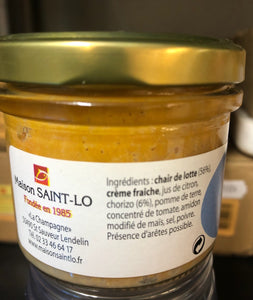 Maison SAINT-LO
Fondée en 1985
«La Champagne»
50490 St Sauveur Lendelin
Tél. 02 33 46 64 17
www.maisonsaintlo.fr
Ingrédients : chair de lotte (56%),
crème fraîche, jus de citron,
chorizo (6%), pomme de terre,
concentré de tomate, amidon
modifié de maïs, sel, poivre.
Présence d'arêtes possible.